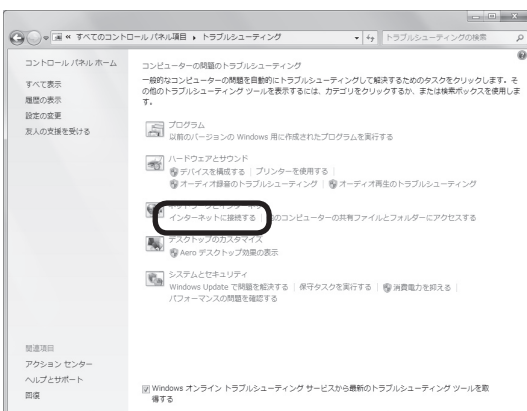 « すべてのコントロール パネル項目 ▸ トラブルシューティング
トラブルシューティングの検索
コントロール パネル ホーム
すべて表示
履歴の表示
設定の変更
友人の支援を受ける
コンピューターの問題のトラブルシューティング
一般的なコンピューターの問題を自動的にトラブルシューティングして解決するためのタスクをクリックします。そ
の他のトラブルシューティング ツールを表示するには、カテゴリをクリックするか、または検索ボックスを使用しま
す。
プログラム
以前のバージョンの Windows 用に作成されたプログラムを実行する
ハードウェアとサウンド
デバイスを構成する | プリンターを使用する |
オーディオ録音のトラブルシューティング | オーディオ再生のトラブルシューティング
インターネットに接続する | のコンピューターの共有ファイルとフォルダーにアクセスする
デスクトップのカスタマイズ
Aero デスクトップ効果の表示
システムとセキュリティ
Windows Update で問題を解決する | 保守タスクを実行する | 消費電力を抑える |
パフォーマンスの問題を確認する
関連項目
アクション センター
ヘルプとサポート
回復
Windows オンライン トラブルシューティング サービスから最新のトラブルシューティング ツールを取
得する